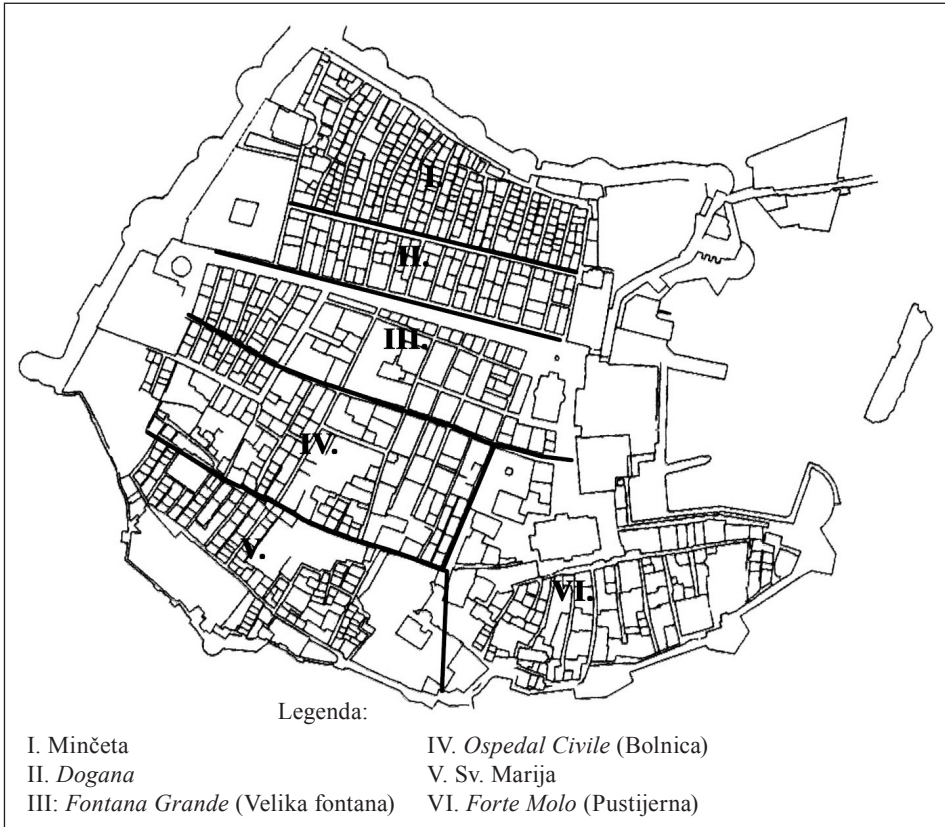 I.
II.
III.
IV.
V.
VI.
Legenda:
I. Minčeta
II. Dogana
III: Fontana Grande (Velika fontana)
IV. Ospedal Civile (Bolnica)
V. Sv. Marija
VI. Forte Molo (Pustijerna)